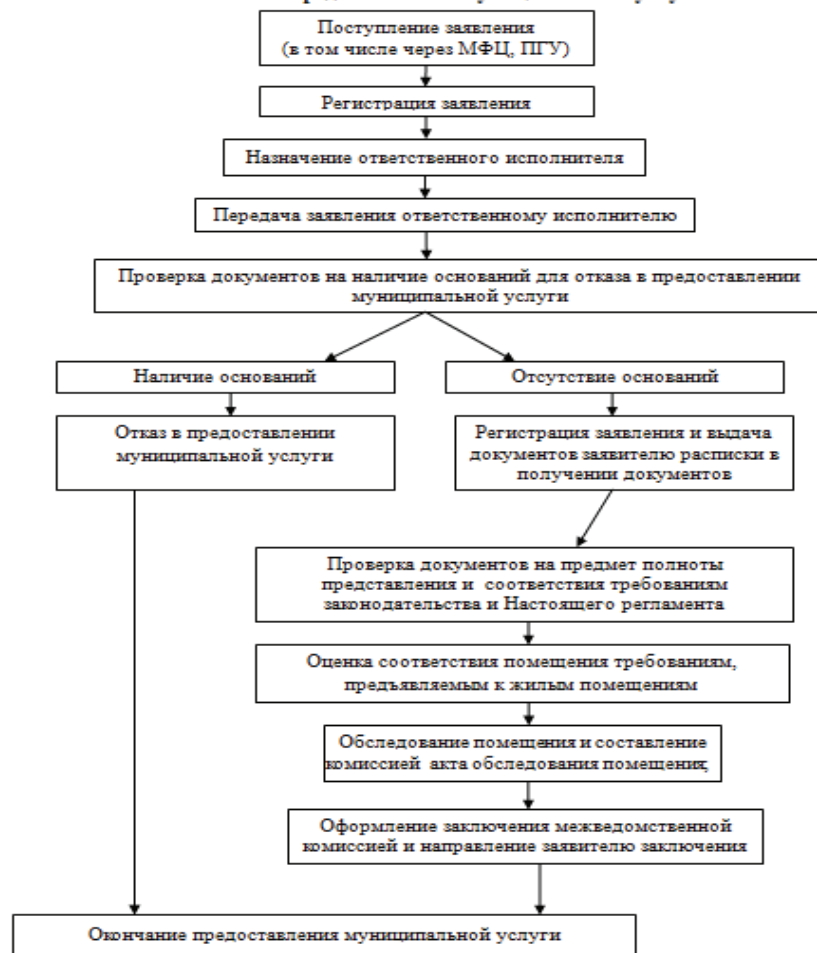 Поступление заявления
(в том числе через МФЦ, ПГУ)
Регистрация заявления
Назначение ответственного исполнителя
Передача заявления ответственному исполнителю
Проверка документов на наличие оснований для отказа в предоставлении
муниципальной услуги
Наличие оснований
Отсутствие оснований
Отказ в предоставлении
муниципальной услуги
Регистрация заявления и выдача
документов заявителю расписки в
получении документов
Проверка документов на предмет полноты
представления и соответствия требованиям
законодательства и Настоящего регламента
Оценка соответствия помещения требованиям,
предъявляемым к жилым помещениям
Обследование помещения и составление
комиссией акта обследования помещения;
Оформление заключения межведомственной
комиссией и направление заявителю заключения
Окончание предоставления муниципальной услуги